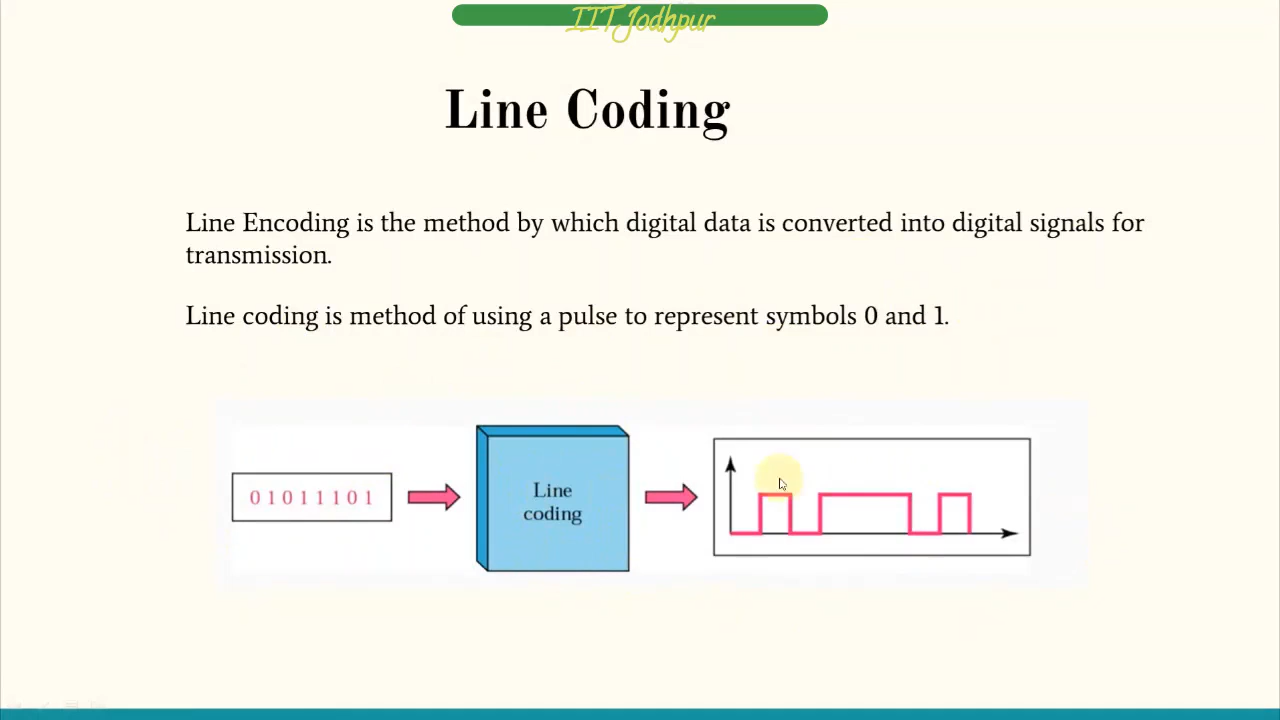 IIT Jodhpur
Line Coding
Line Encoding is the method by which digital data is converted into digital signals for
transmission.
Line coding is method of using a pulse to represent symbols 0 and 1.
0 1 0 1 1 1 0 1
Line
coding